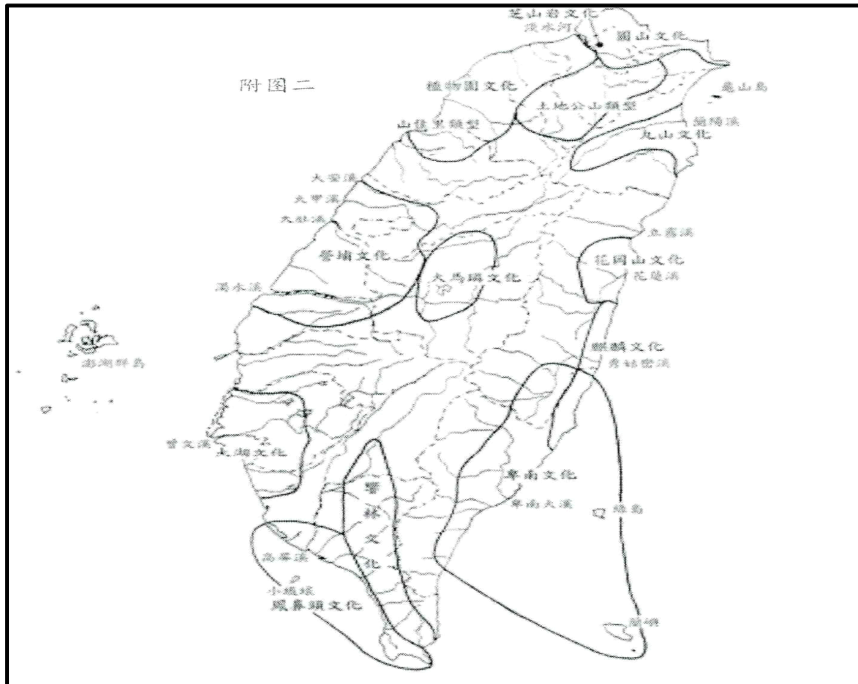 芝山岩文化
淡水河
圓山文化
附图二
植物園文化
龜山島
土地公山類型
蘭陽溪
丸山文化
山佳里類型
大安溪
大甲溪
大肚溪
立霧溪
營埔文化
花岡山文化
大馬璘文化
花蓮溪
濁水溪
麒麟文化
秀姑巒溪
澎湖群島
曾文溪
大湖文化
卑南文化
響林文化
卑南大溪
綠島
高屏溪
小琉球
鳳鼻頭文化
蘭嶼